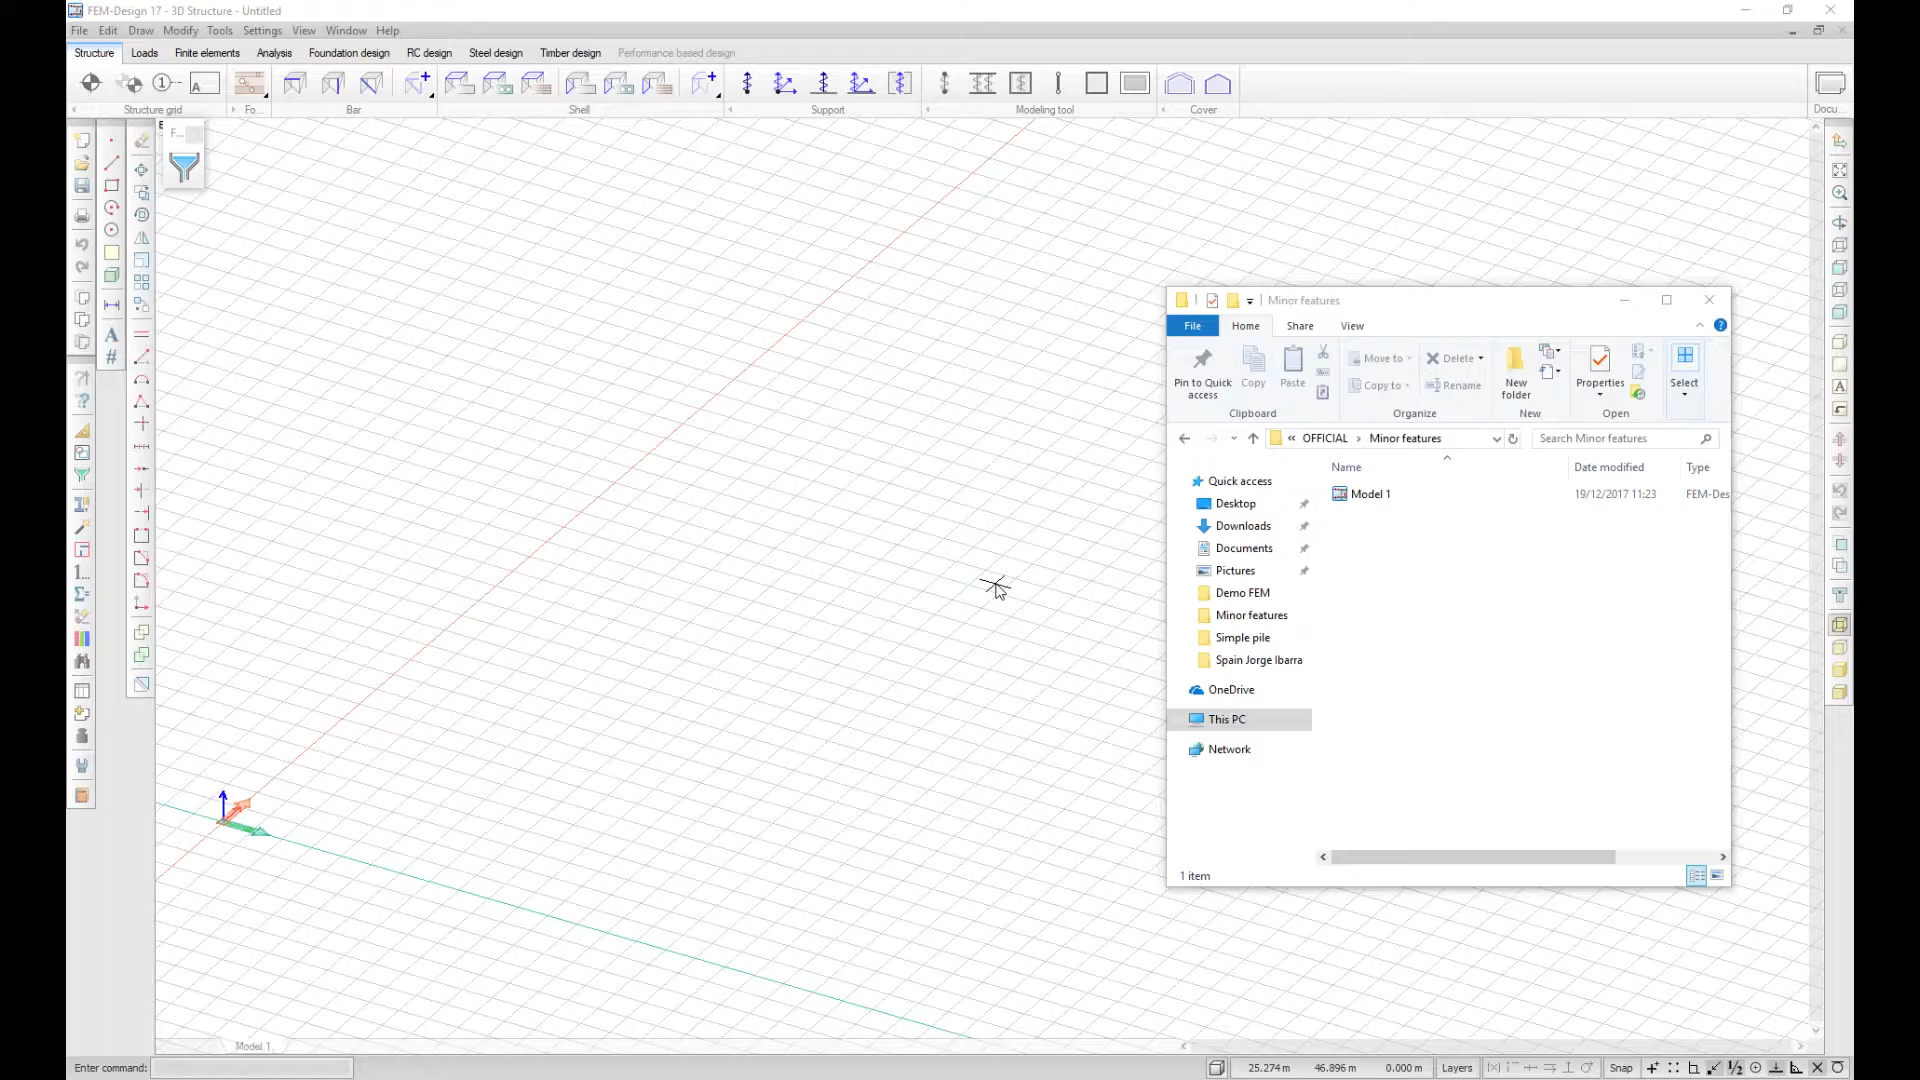 FEM-Design 17 - 3D Structure - Untitled
File Edit Draw Modify Tools Settings View Window Help
Structure Loads Finite elements Analysis Foundation design RC design Steel design Timber design Performance based design
1 A
Structure grid Fo... Bar Shell Support Modeling tool Cover Docu...
F...
Minor features
File Home Share View
Pin to Quick access
Copy
Paste
Move to
Copy to
Delete
Rename
New folder
Properties
Select
Clipboard Organize New Open
« OFFICIAL › Minor features
Search Minor features
Name Date modified Type
Model 1 19/12/2017 11:23 FEM-Des
Quick access
Desktop
Downloads
Documents
Pictures
Demo FEM
Minor features
Simple pile
Spain Jorge Ibarra
OneDrive
This PC
Network
1 item
A
#
1...
Σ=
A
Model 1
Enter command: 25.274 m 46.896 m 0.000 m Layers Snap 1/2